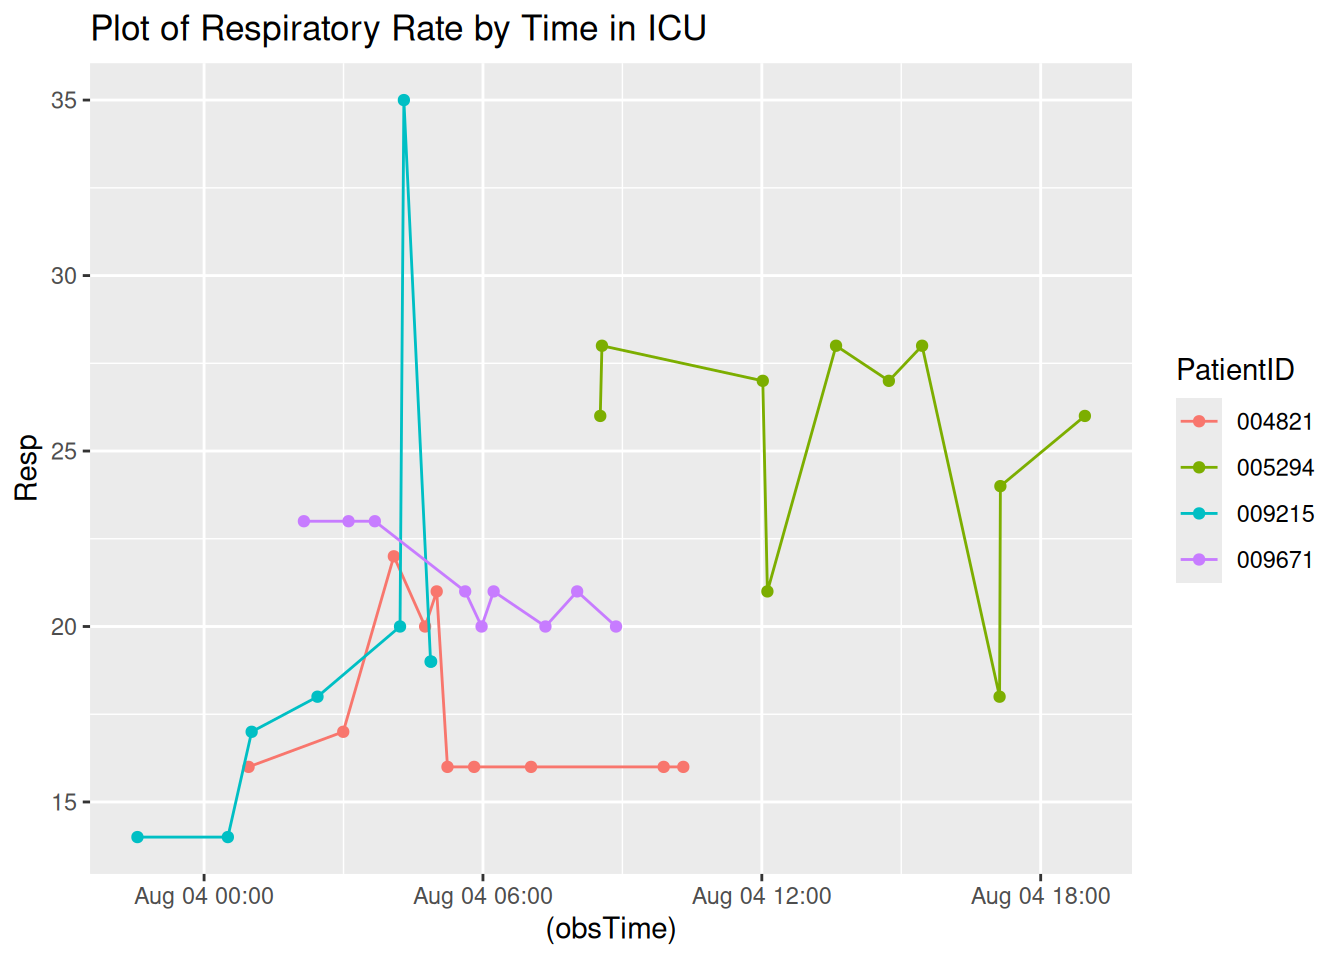 Plot of Respiratory Rate by Time in ICU
35
30
25
20
15
Resp
Aug 04 00:00
Aug 04 06:00
Aug 04 12:00
Aug 04 18:00
(obsTime)
PatientID
004821
005294
009215
009671